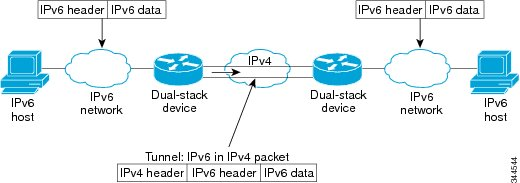 IPv6 header IPv6 data
IPv6 header IPv6 data
IPv4
IPv6
host
IPv6
network
Dual-stack
device
Dual-stack
device
IPv6
network
IPv6
host
Tunnel: IPv6 in IPv4 packet
IPv4 header IPv6 header IPv6 data
344544